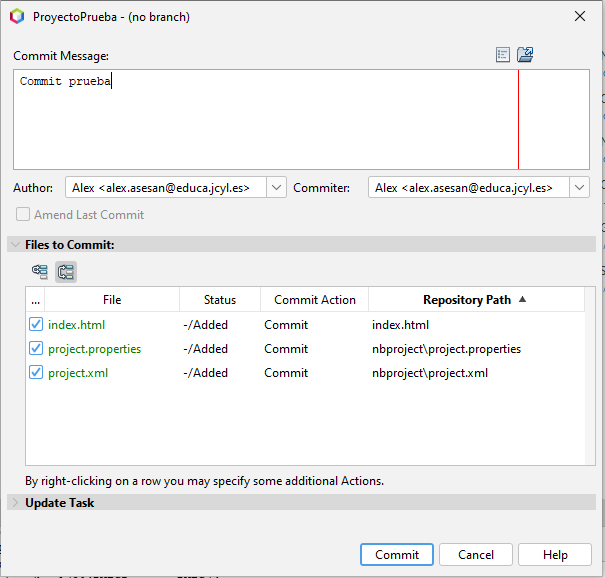 ProyectoPrueba - (no branch)
Commit Message:
Commit prueba
Author: Alex <alex.asesan@educa.jcyl.es> Commiter: Alex <alex.asesan@educa.jcyl.es>
Amend Last Commit
Files to Commit:
... File Status Commit Action Repository Path
index.html -/Added Commit index.html
project.properties -/Added Commit nbproject\project.properties
project.xml -/Added Commit nbproject\project.xml
By right-clicking on a row you may specify some additional Actions.
Update Task
Commit Cancel Help